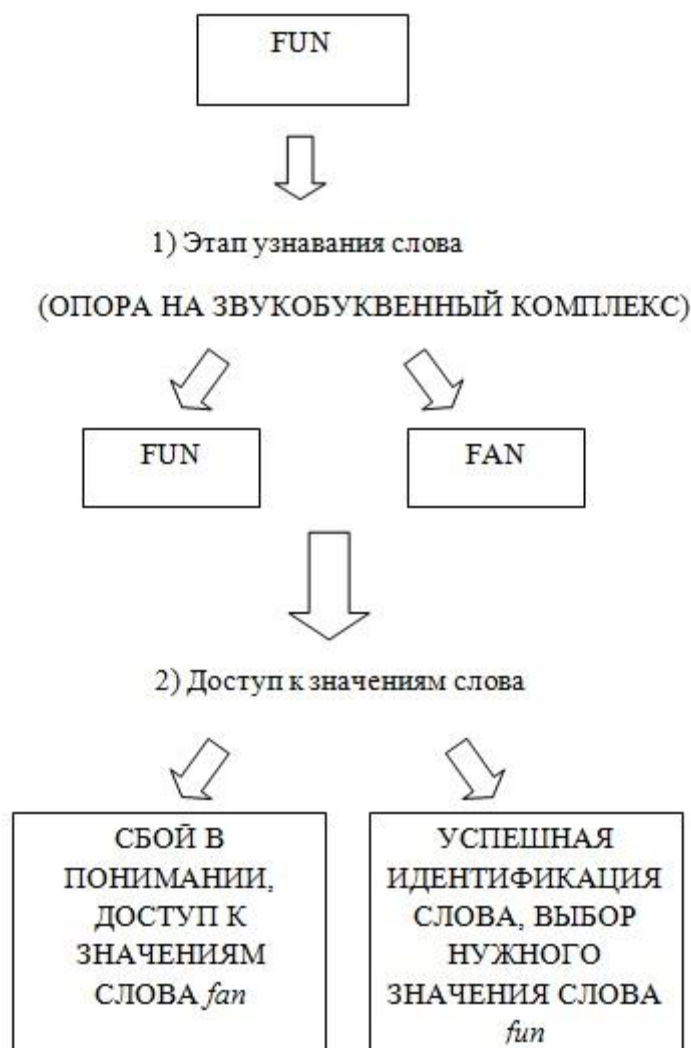 FUN
1) Этап узнавания слова
(ОПОРА НА ЗВУКОБУКВЕННЫЙ КОМПЛЕКС)
FUN
FAN
2) Доступ к значениям слова
СБОЙ В
ПОНИМАНИИ,
ДОСТУП К
ЗНАЧЕНИЯМ
СЛОВА fan
УСПЕШНАЯ
ИДЕНТИФИКАЦИЯ
СЛОВА, ВЫБОР
НУЖНОГО
ЗНАЧЕНИЯ СЛОВА
fun